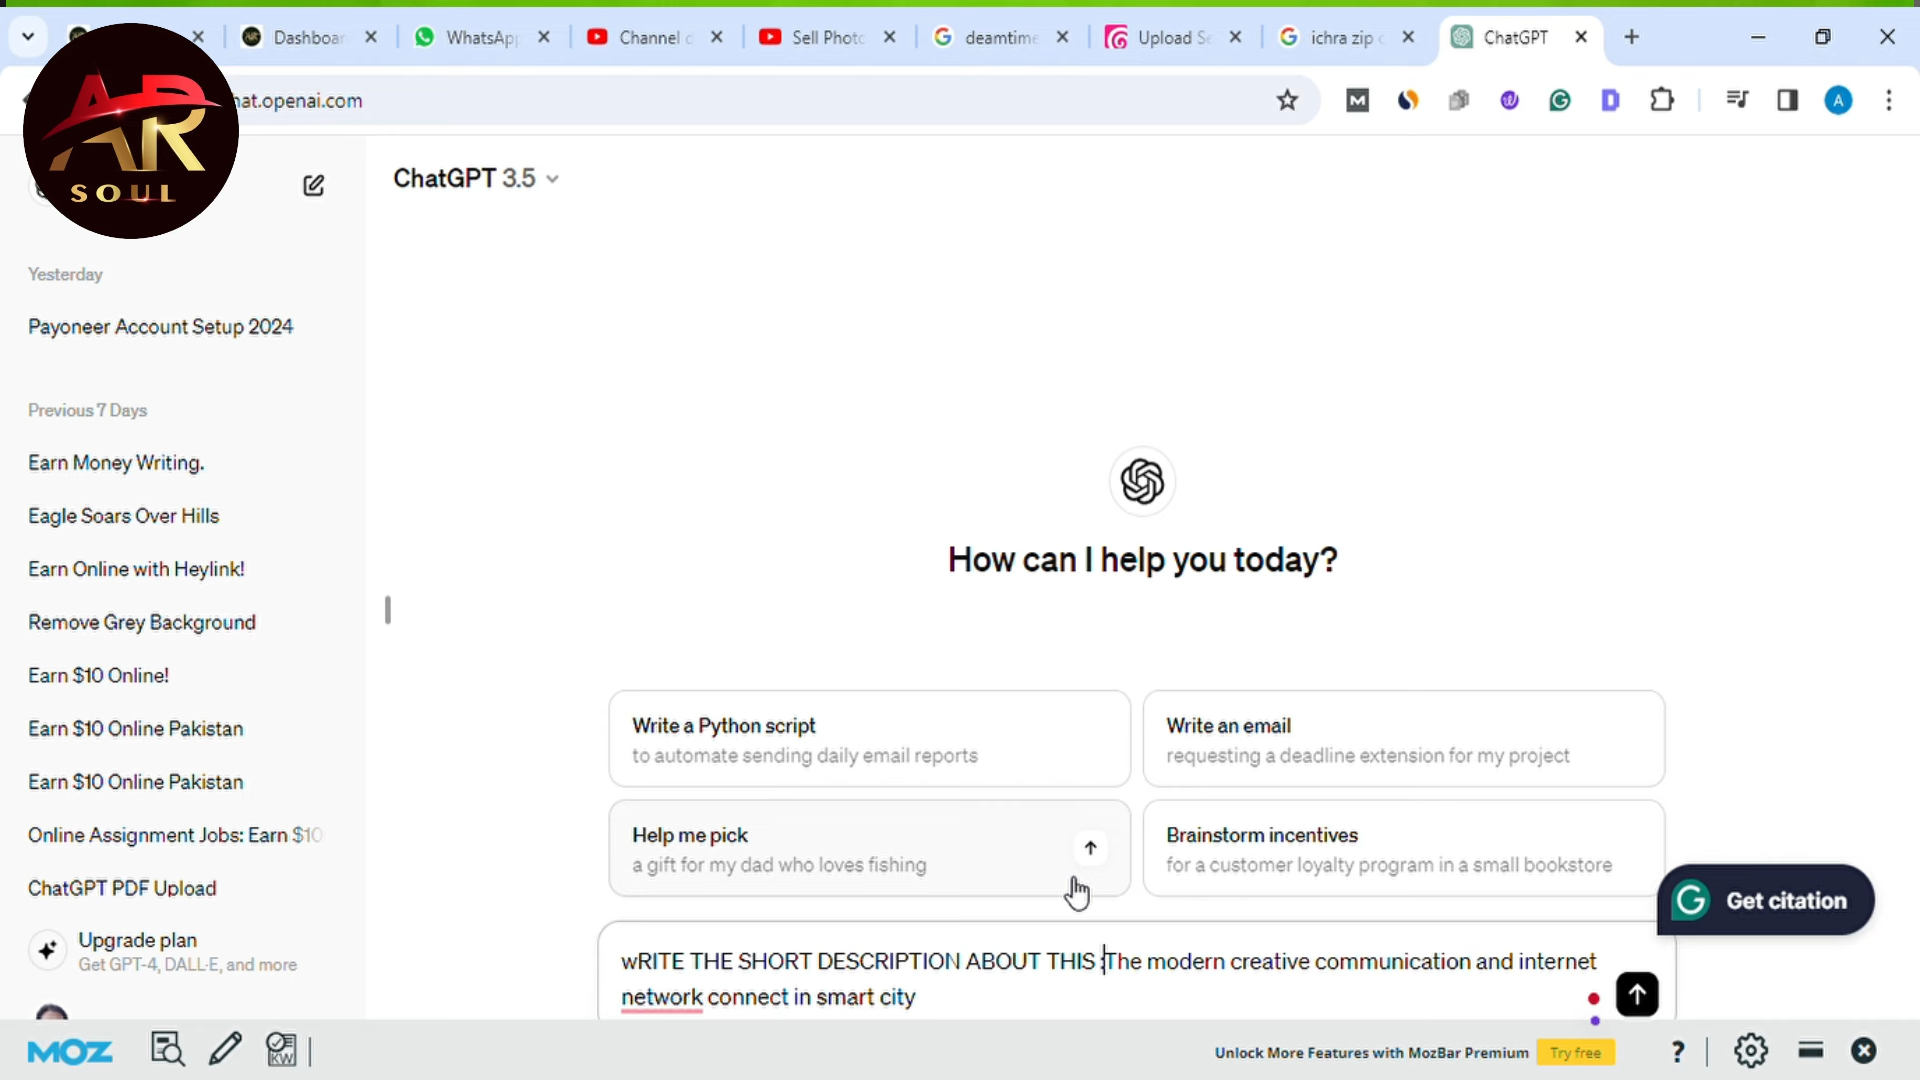 Dashboar
WhatsApp
Channel d
Sell Photo
deamtime
Upload Se
ichra zip c
ChatGPT
hat.openai.com
A
AR
SOUL
ChatGPT 3.5
Yesterday
Payoneer Account Setup 2024
Previous 7 Days
Earn Money Writing.
Eagle Soars Over Hills
Earn Online with Heylink!
Remove Grey Background
Earn $10 Online!
Earn $10 Online Pakistan
Earn $10 Online Pakistan
Online Assignment Jobs: Earn $10
ChatGPT PDF Upload
Upgrade plan
Get GPT-4, DALL·E, and more
How can I help you today?
Write a Python script
to automate sending daily email reports
Write an email
requesting a deadline extension for my project
Help me pick
a gift for my dad who loves fishing
Brainstorm incentives
for a customer loyalty program in a small bookstore
Get citation
wRITE THE SHORT DESCRIPTION ABOUT THIS :The modern creative communication and internet
network connect in smart city
MOZ
KW
Unlock More Features with MozBar Premium
Try free
?